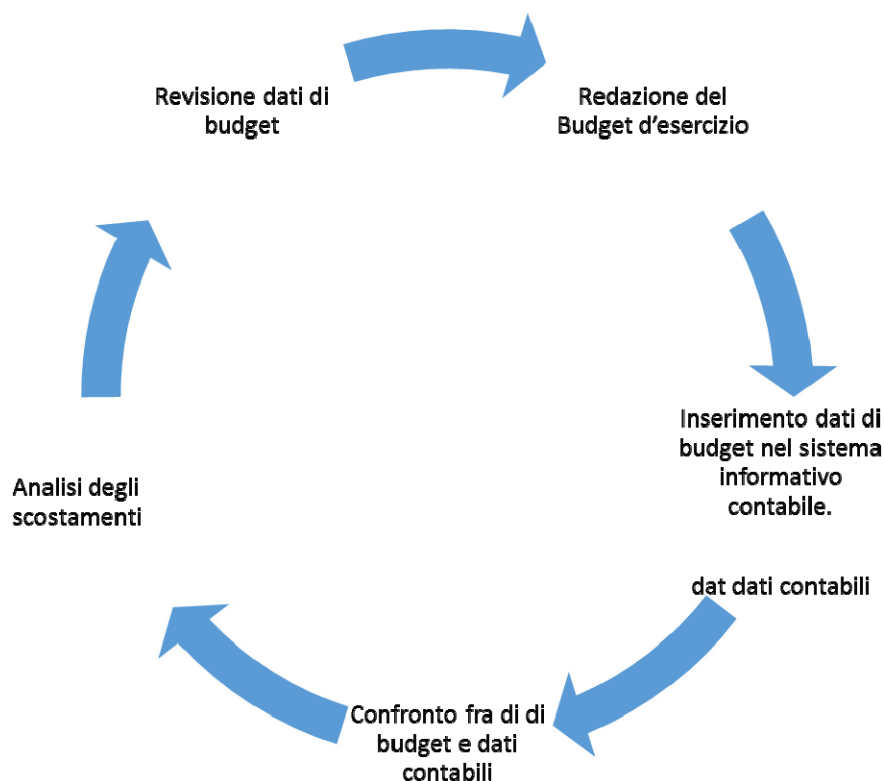 Revisione dati di
budget
Redazione del
Budget d'esercizio
Inserimento dati di
budget nel sistema
informativo
contabile.
dat dati contabili
Confronto fra di di
budget e dati
contabili
Analisi degli
scostamenti